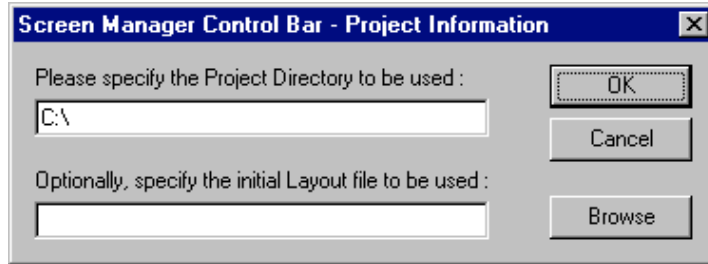 Screen Manager Control Bar - Project Information
Please specify the Project Directory to be used :
OK
C:\
Cancel
Optionally, specify the initial Layout file to be used :
Browse